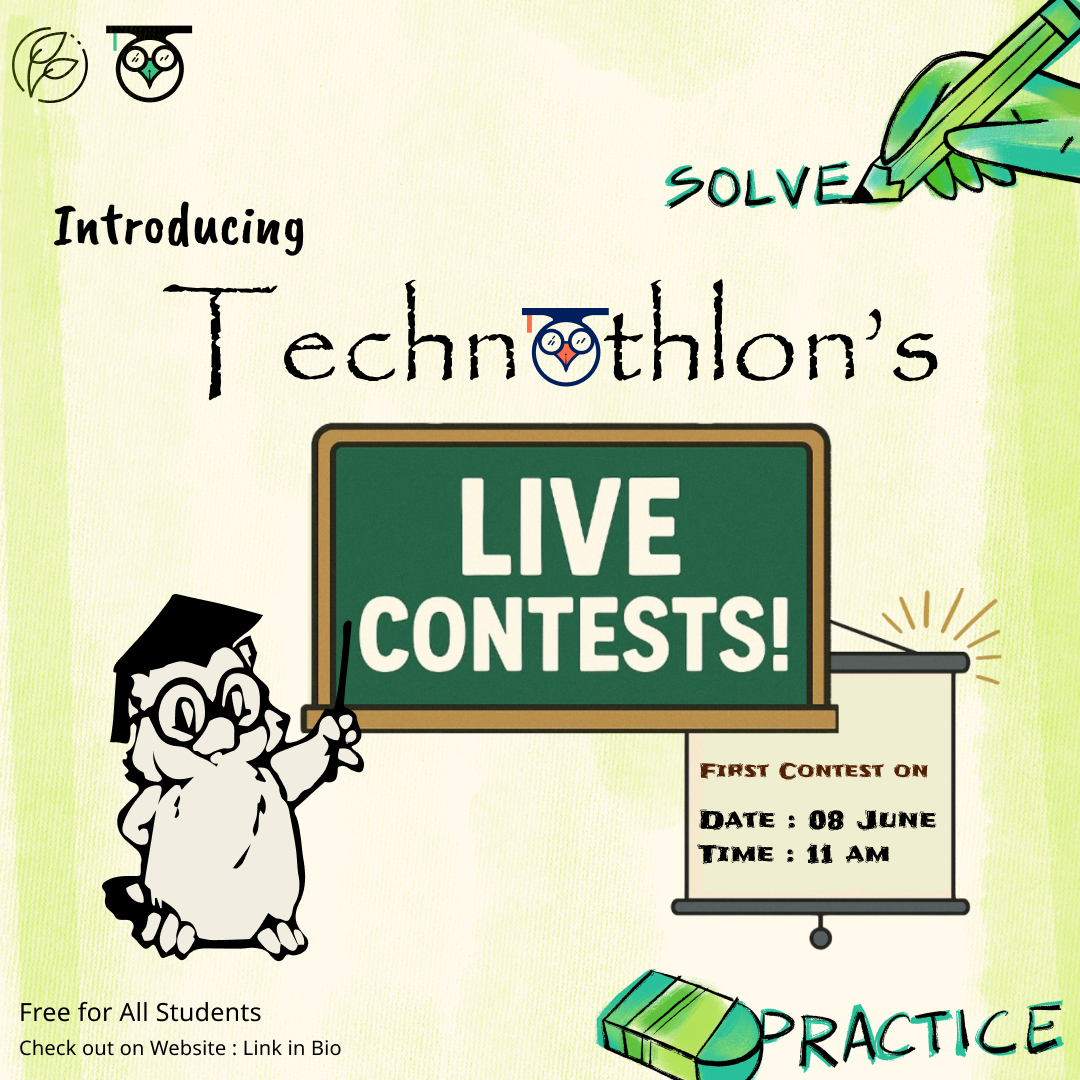 SOLVE
Introducing
Technothlon's
LIVE
CONTESTS!
First Contest on
Date : 08 June
Time : 11 am
Free for All Students
Check out on Website : Link in Bio
PRACTICE